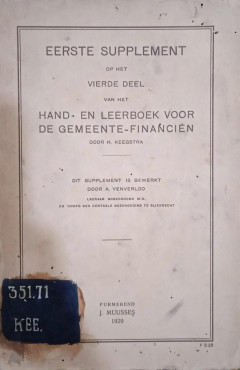 EERSTE SUPPLEMENT
OP HET
VIERDE DEEL
VAN HET
HAND- EN LEERBOEK VOOR
DE GEMEENTE-FINANCIËN
DOOR H. KEEGSTRA
DIT SUPPLEMENT IS BEWERKT
DOOR A. VENVERLOO
351.71
KEE.
PURMEREND
J. MUUSSES
1929